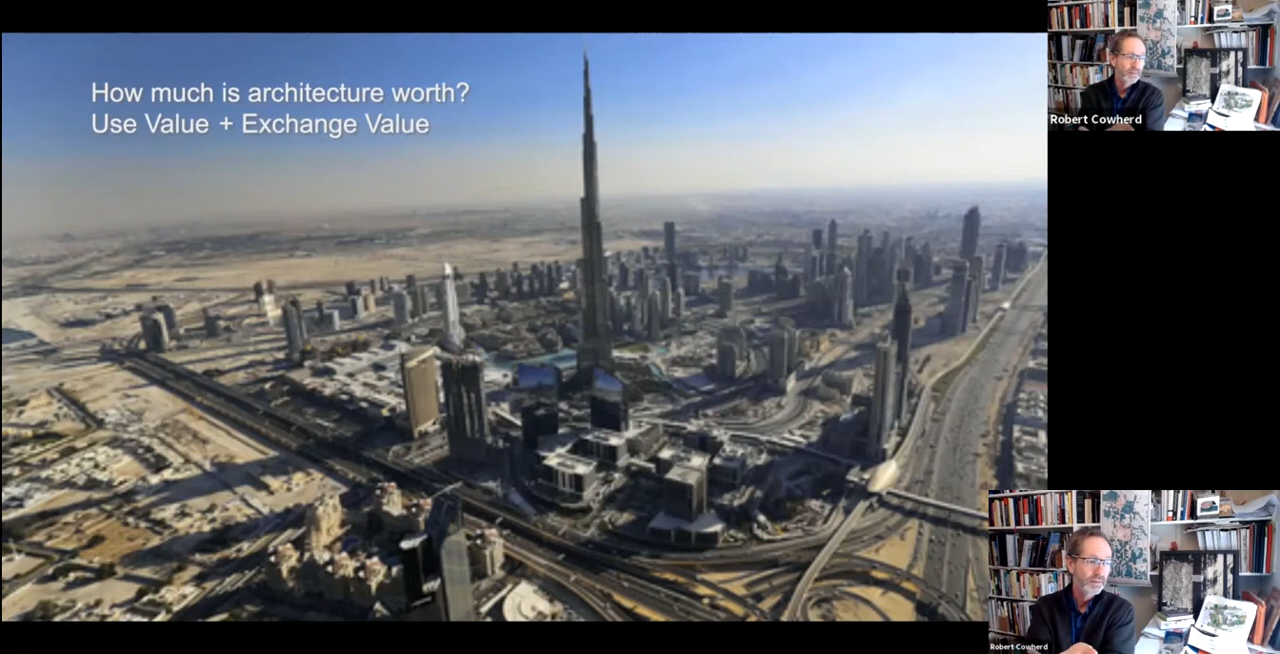 How much is architecture worth?
Use Value + Exchange Value
Robert Cowherd
Robert Cowherd